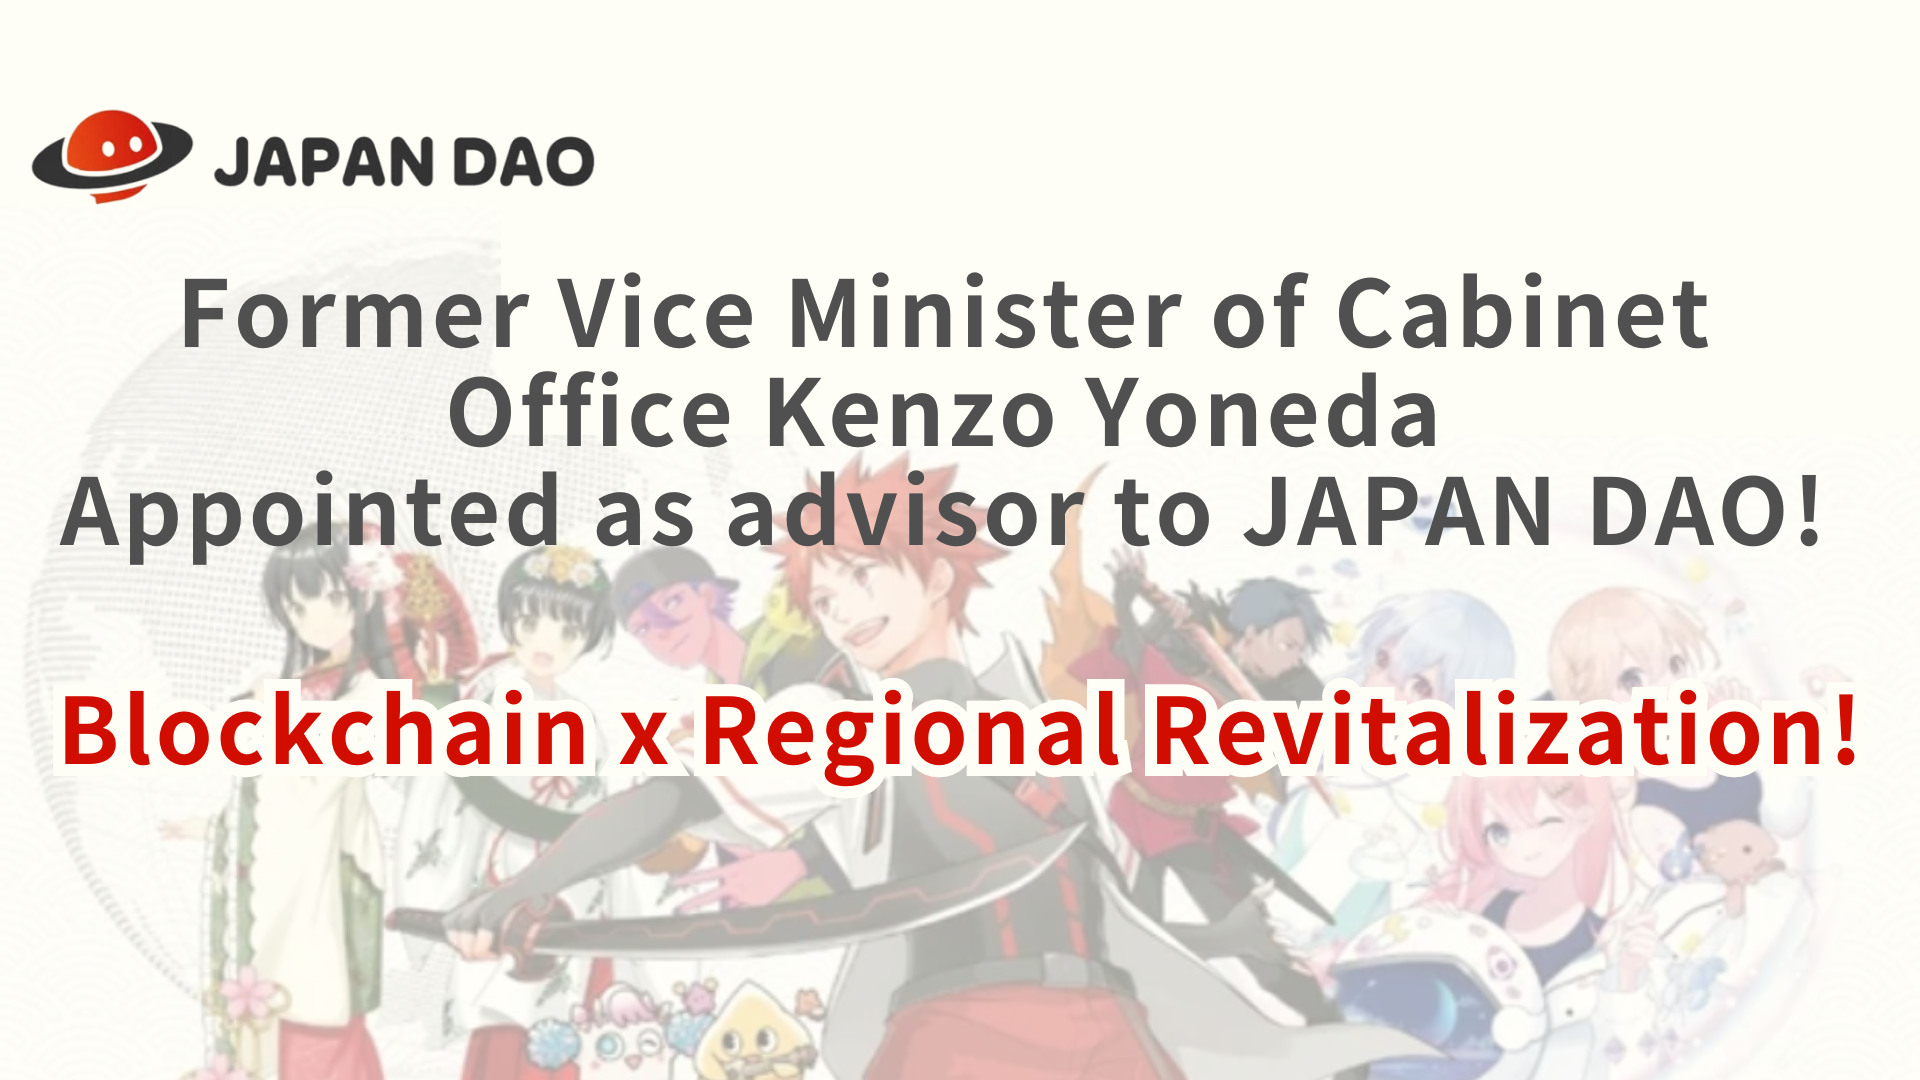 JAPAN DAO
Former Vice Minister of Cabinet
Office Kenzo Yoneda
Appointed as advisor to JAPAN DAO!
Blockchain x Regional Revitalization!